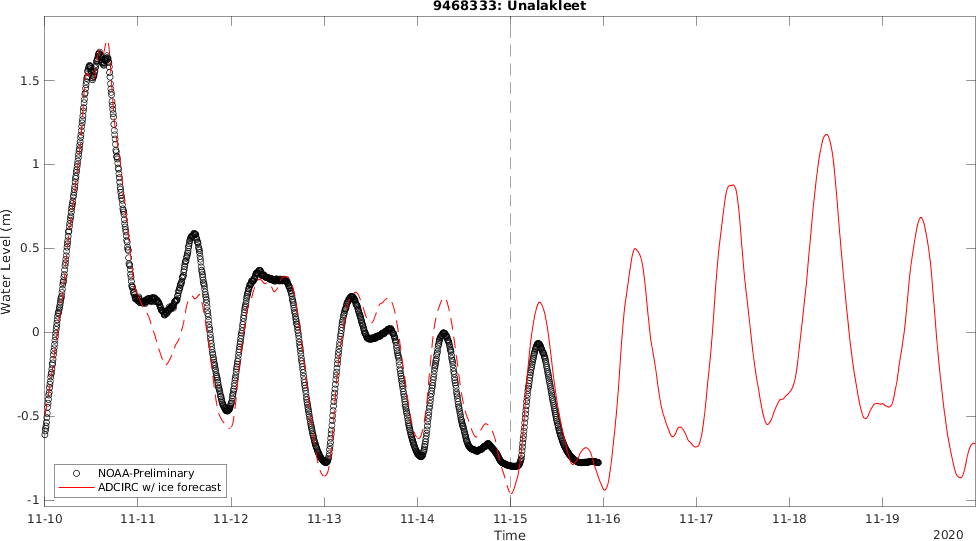 9468333: Unalakleet
Water Level (m)
1.5
1
0.5
0
-0.5
-1
NOAA-Preliminary
ADCIRC w/ ice forecast
11-10 11-11 11-12 11-13 11-14 11-15 11-16 11-17 11-18 11-19
Time
2020